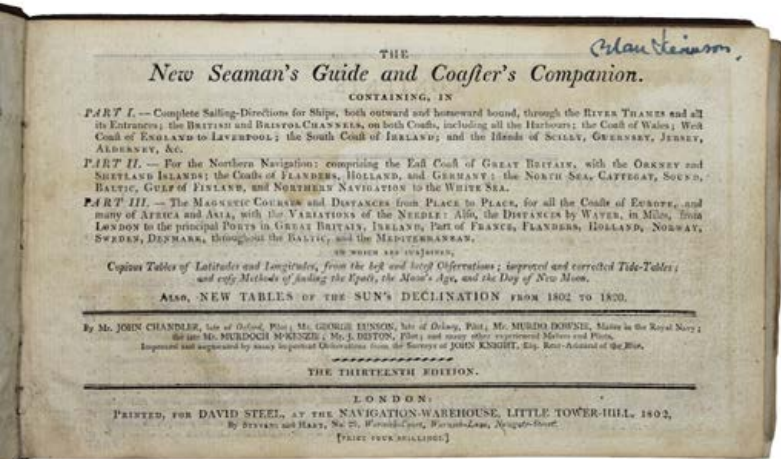 Alan Stimson,
THE
New Seaman's Guide and Coaſter's Companion.
CONTAINING, IN
PART I. — Complete Sailing-Directions for Ships, both outward and homeward bound, through the RIVER THAMES and all
its Entrances; the BRITISH and BRISTOL CHANNELS, on both Coaſts, including all the Harbours; the Coaſt of Wales; Weſt
Coaſt of ENGLAND to LIVERPOOL; the South Coaſt of IRELAND; and the Iſlands of SCILLY, GUERNSEY, JERSEY,
ALDERNEY, &c.
PART II. — For the Northern Navigation: compriſing the Eaſt Coaſt of GREAT BRITAIN, with the ORKNEY and
SHETLAND ISLANDS; the Coaſts of FLANDERS, HOLLAND, and GERMANY; the NORTH SEA, CATTEGAT, SOUND,
BALTIC, GULF of FINLAND, and NORTHERN NAVIGATION to the WHITE SEA.
PART III. — The MAGNETIC COURSES and DISTANCES from PLACE to PLACE, for all the Coaſts of EUROPE, and
many of AFRICA and ASIA, with the VARIATIONS of the NEEDLE: Alſo, the DISTANCES by WATER, in Miles, from
LONDON to the principal PORTS in GREAT BRITAIN, IRELAND, Part of FRANCE, FLANDERS, HOLLAND, NORWAY,
SWEDEN, DENMARK, throughout the BALTIC, and the MEDITERRANEAN.
TO WHICH ARE SUBJOINED,
Copious Tables of Latitudes and Longitudes, from the beſt and lateſt Obſervations; improved and corrected Tide-Tables;
and eaſy Methods of finding the Epact, the Moon's Age, and the Day of New Moon.
ALSO, NEW TABLES OF THE SUN'S DECLINATION FROM 1802 TO 1820.
By Mr. JOHN CHANDLER, late of Oxford, Pilot; Mr. GEORGE EUNSON, late of Orkney, Pilot; Mr. MURDO DOWNIE, Maſter in the Royal Navy;
the late Mr. MURDOCH M'KENZIE; Mr. J. DISTON, Pilot; and many other experienced Maſters and Pilots.
Improved and augmented by many important Obſervations from the Surveys of JOHN KNIGHT, Eſq. Rear-Admiral of the Blue.
THE THIRTEENTH EDITION.
LONDON:
PRINTED, FOR DAVID STEEL, AT THE NAVIGATION-WAREHOUSE, LITTLE TOWER-HILL, 1802,
By STEVENS and HART, No. Warwick-Court, Warwick-Lane, Newgate-Street.
[PRICE FOUR SHILLINGS.]